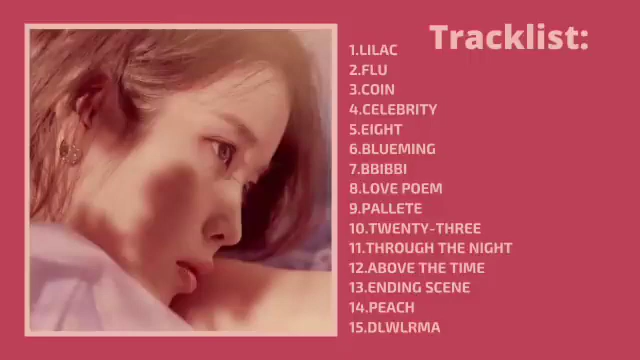 Tracklist:
1.LILAC
2.FLU
3.COIN
4.CELEBRITY
5.EIGHT
6.BLUEMING
7.BBIBBI
8.LOVE POEM
9.PALLETE
10.TWENTY-THREE
11.THROUGH THE NIGHT
12.ABOVE THE TIME
13.ENDING SCENE
14.PEACH
15.DLWLRMA